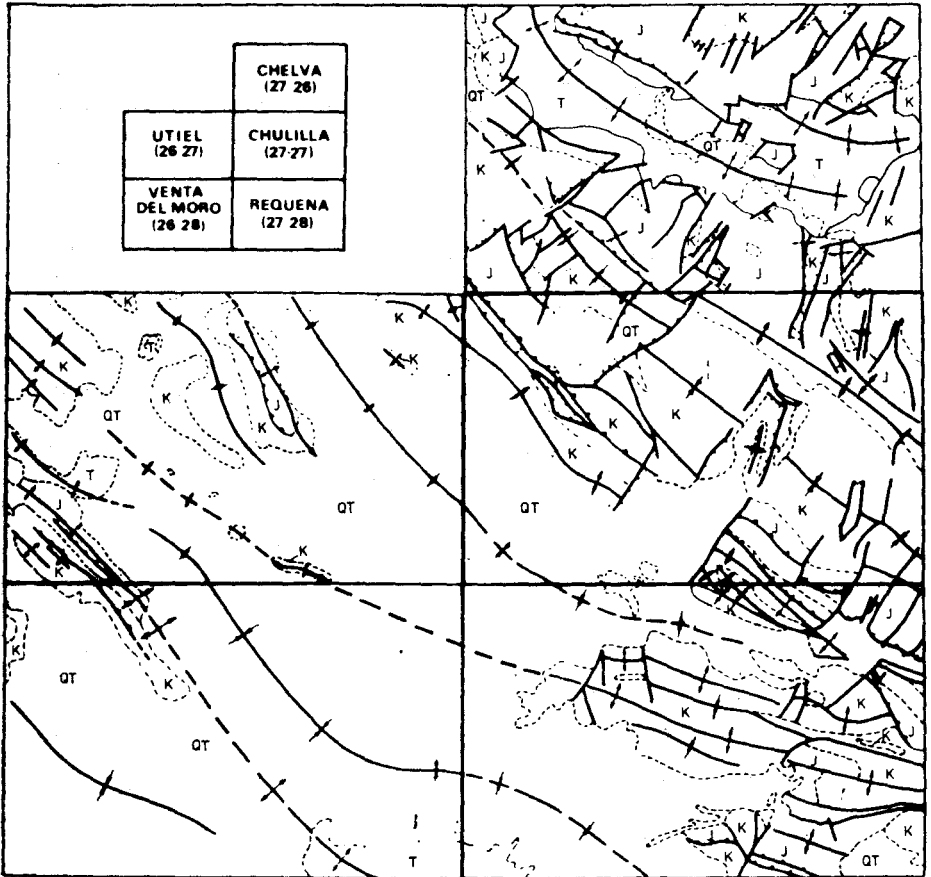 CHELVA
(27 26)
UTIEL
(26 27)
CHULILLA
(27-27)
VENTA
DEL MORO
(26 28)
REQUENA
(27 28)
J
K
J
K
K
J
QT
T
J
K
K
QT
J
T
K
K
J
K
J
K
K
J
J
K
K
K
QT
K
T
K
K
J
QT
K
J
K
K
K
K
T
QT
QT
K
J
J
K
K
K
J
K
QT
K
K
K
J
QT
K
J
K
J
K
K
J
T
QT